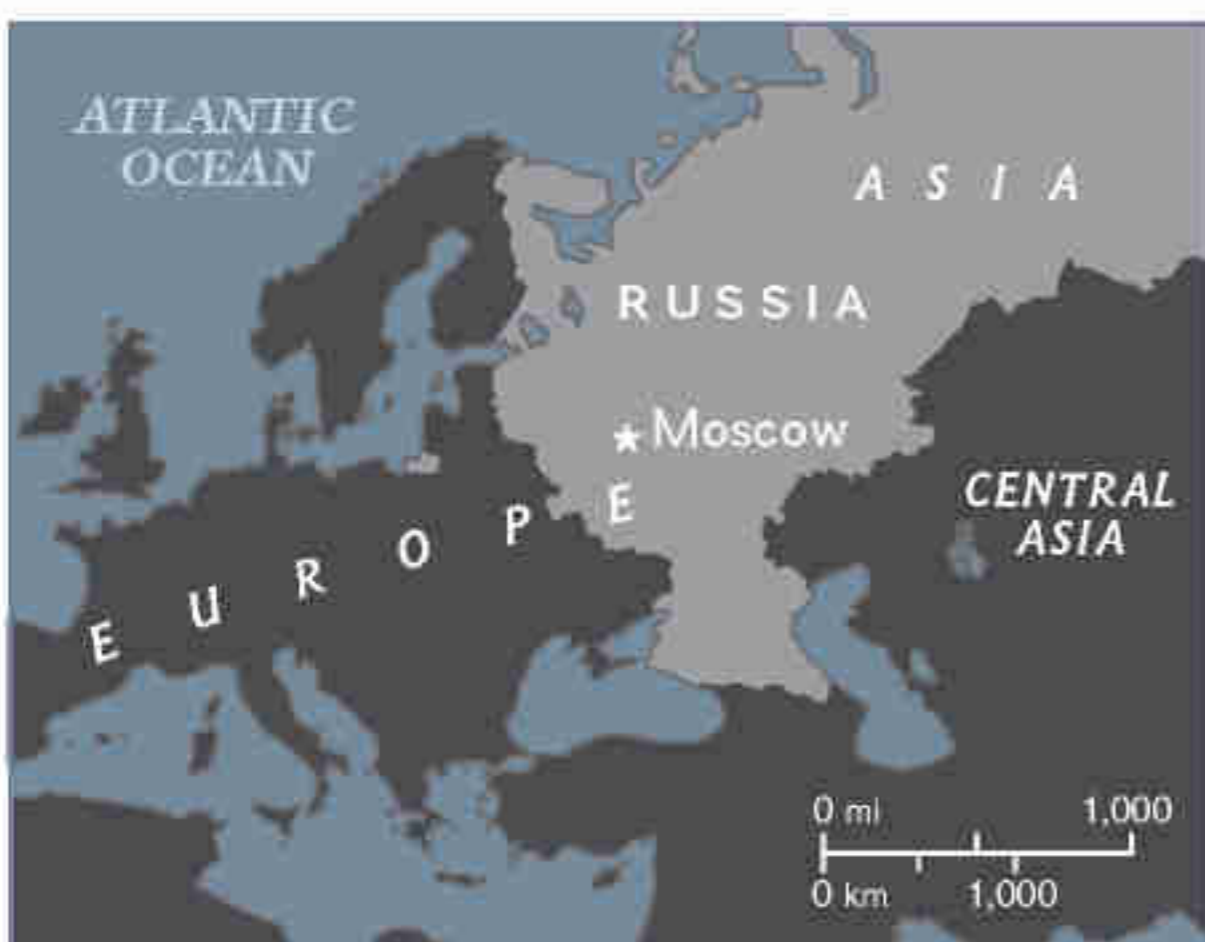 ATLANTIC
OCEAN
A S I A
RUSSIA
Moscow
CENTRAL
ASIA
E U R O P E
0 mi 1,000
0 km 1,000